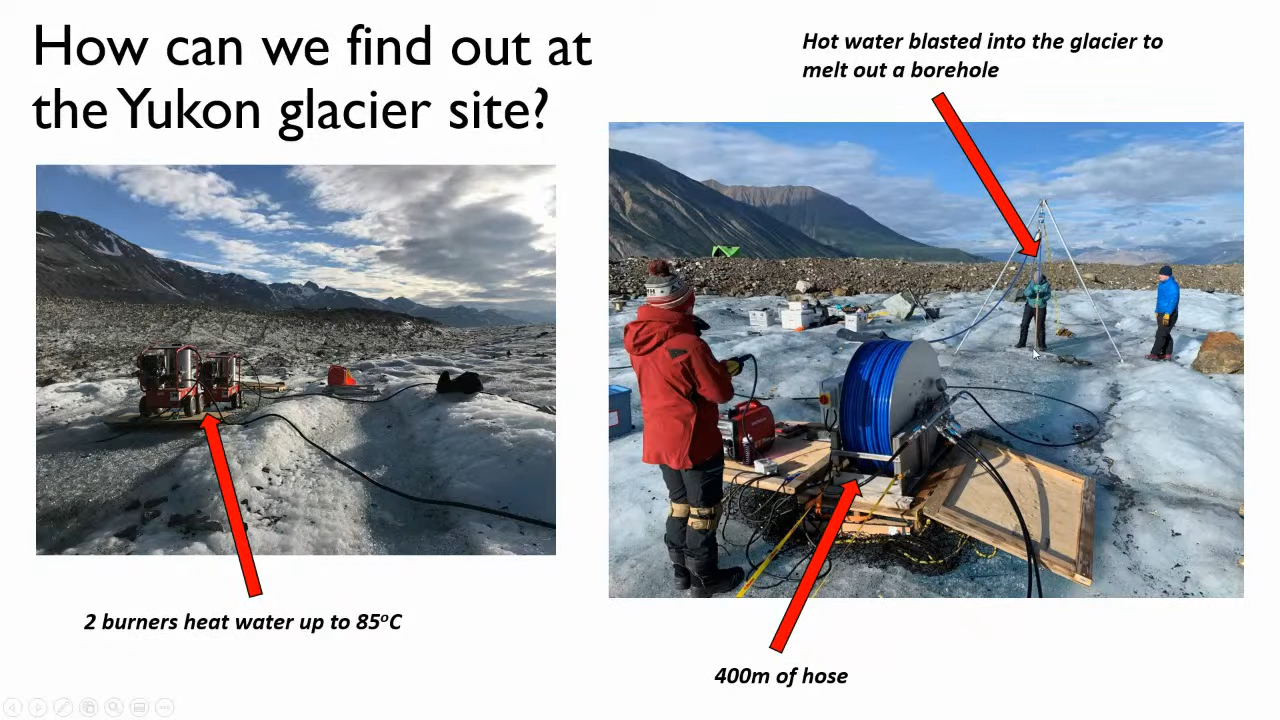 How can we find out at
the Yukon glacier site?
Hot water blasted into the glacier to
melt out a borehole
2 burners heat water up to 85°C
400m of hose